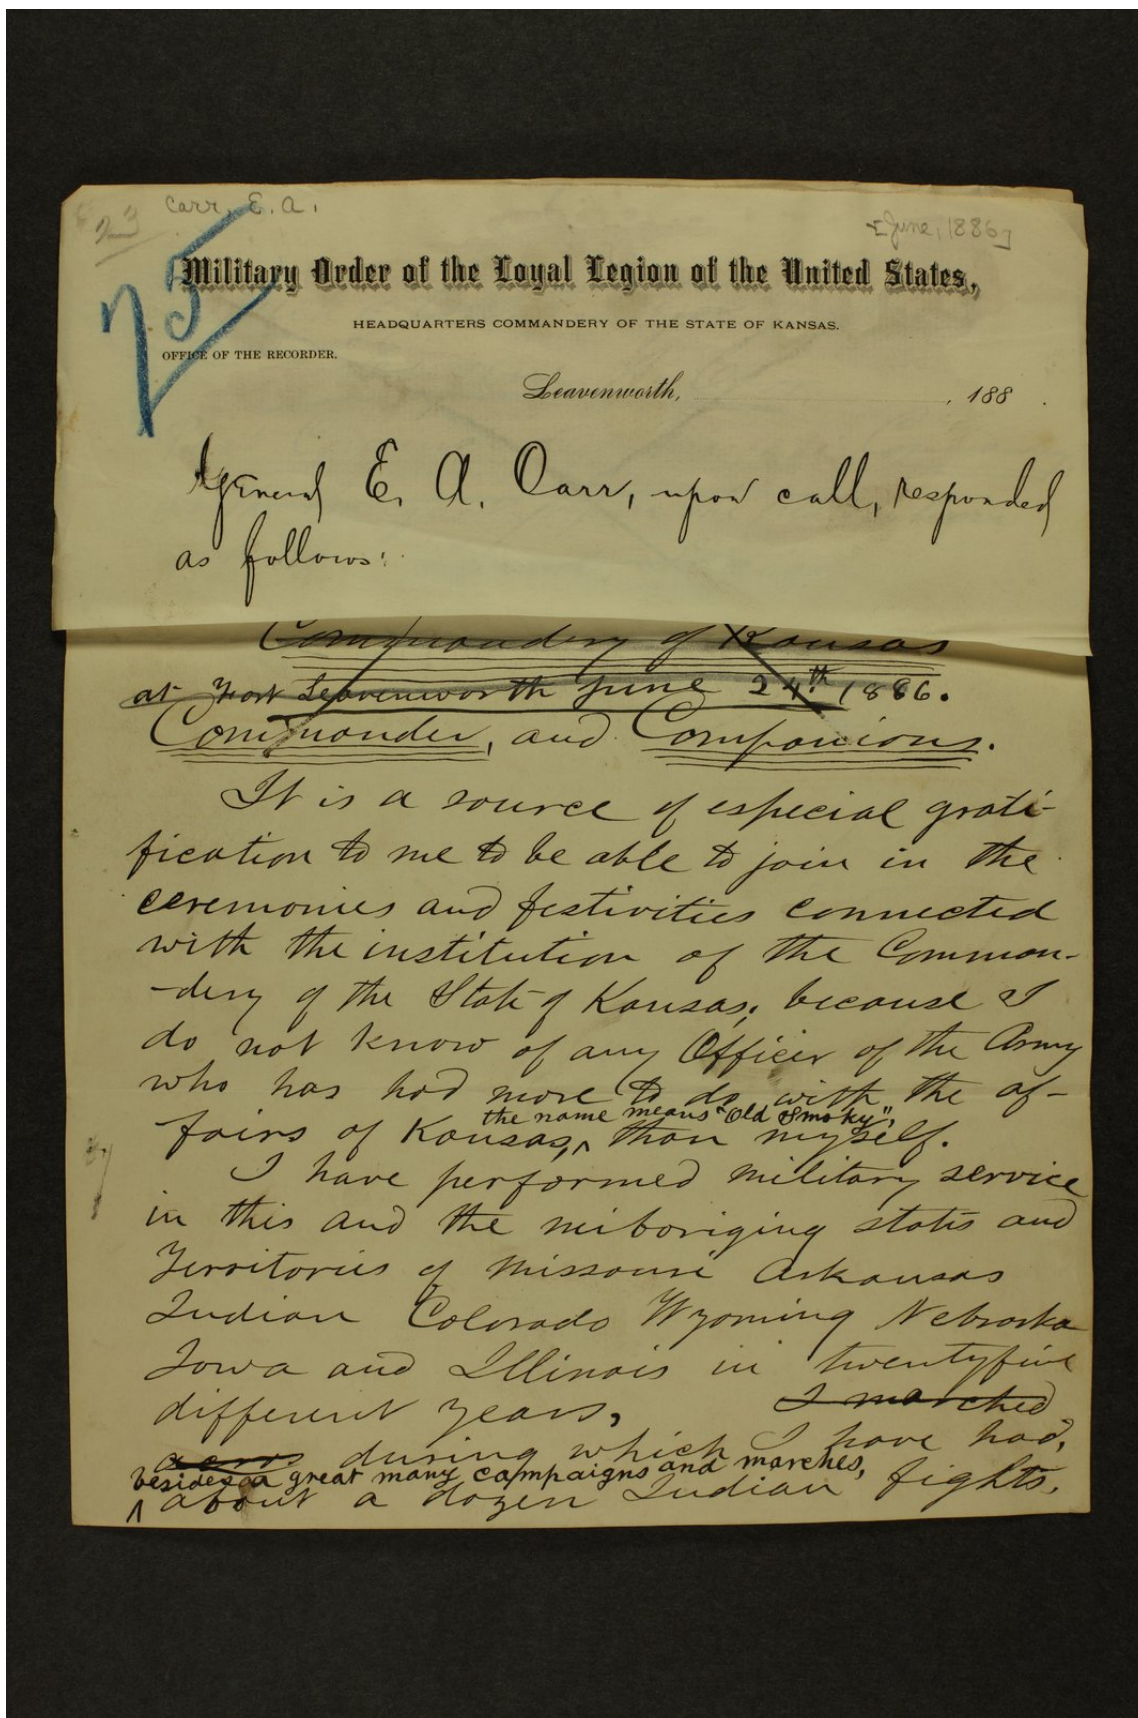 Carr, E. A.
23
[June, 1886]
23
Military Order of the Loyal Legion of the United States,
HEADQUARTERS COMMANDERY OF THE STATE OF KANSAS.
OFFICE OF THE RECORDER.
Leavenworth, , 188 .
General E. A. Carr, upon call, responded
as follows:
Commandery of Kansas
at Fort Leavenworth June 24th 1886.
Commander, and Companions.
It is a source of especial grati-
fication to me to be able to join in the
ceremonies and festivities connected
with the institution of the Comman-
-dery of the State of Kansas; because I
do not know of any Officer of the Army
who has had more to do with the af-
the name means "Old Smoky",
fairs of Kansas, ^ than myself.
I have performed military service
in this and the neiboriging states and
Territories of Missouri Arkansas
Indian Colorado Wyoming Nebraska
Iowa and Illinois in twentyfive
different years, I marched
during which I have had,
besides a great many campaigns and marches,
^ about a dozen Indian fights.